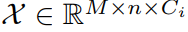 𝒳 ∈ ℝ^{M×n×C_i}